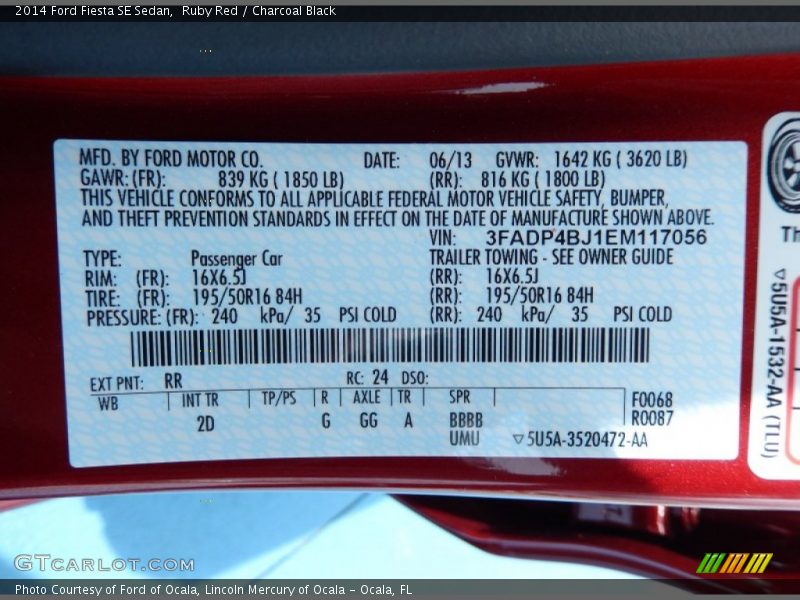 2014 Ford Fiesta SE Sedan,  Ruby Red / Charcoal Black
MFD. BY FORD MOTOR CO. DATE: 06/13 GVWR: 1642 KG ( 3620 LB)
GAWR: (FR): 839 KG ( 1850 LB) (RR): 816 KG ( 1800 LB)
THIS VEHICLE CONFORMS TO ALL APPLICABLE FEDERAL MOTOR VEHICLE SAFETY, BUMPER,
AND THEFT PREVENTION STANDARDS IN EFFECT ON THE DATE OF MANUFACTURE SHOWN ABOVE.
VIN: 3FADP4BJ1EM117056
TYPE: Passenger Car TRAILER TOWING - SEE OWNER GUIDE
RIM: (FR): 16X6.5J (RR): 16X6.5J
TIRE: (FR): 195/50R16 84H (RR): 195/50R16 84H
PRESSURE: (FR): 240 kPa/ 35 PSI COLD (RR): 240 kPa/ 35 PSI COLD
EXT PNT: RR RC: 24 DSO:
WB INT TR TP/PS R AXLE TR SPR F0068
2D G GG A BBBB R0087
UMU ▽5U5A-3520472-AA
Th
▽5U5A-1532-AA (TLU)
GTCarLot.com
Photo Courtesy of Ford of Ocala, Lincoln Mercury of Ocala - Ocala, FL